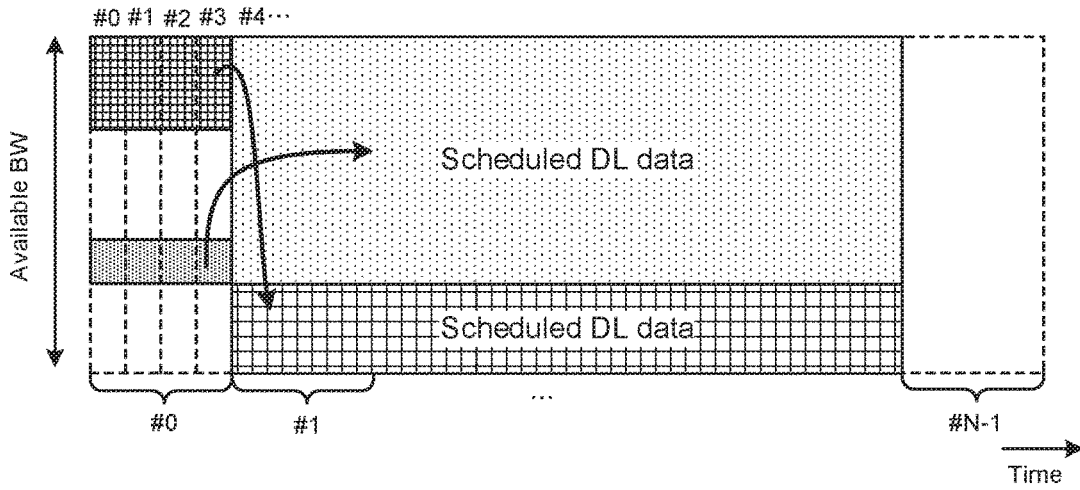 #0 #1 #2 #3 #4...
Available BW
Scheduled DL data
Scheduled DL data
#0 #1 ... #N-1
Time